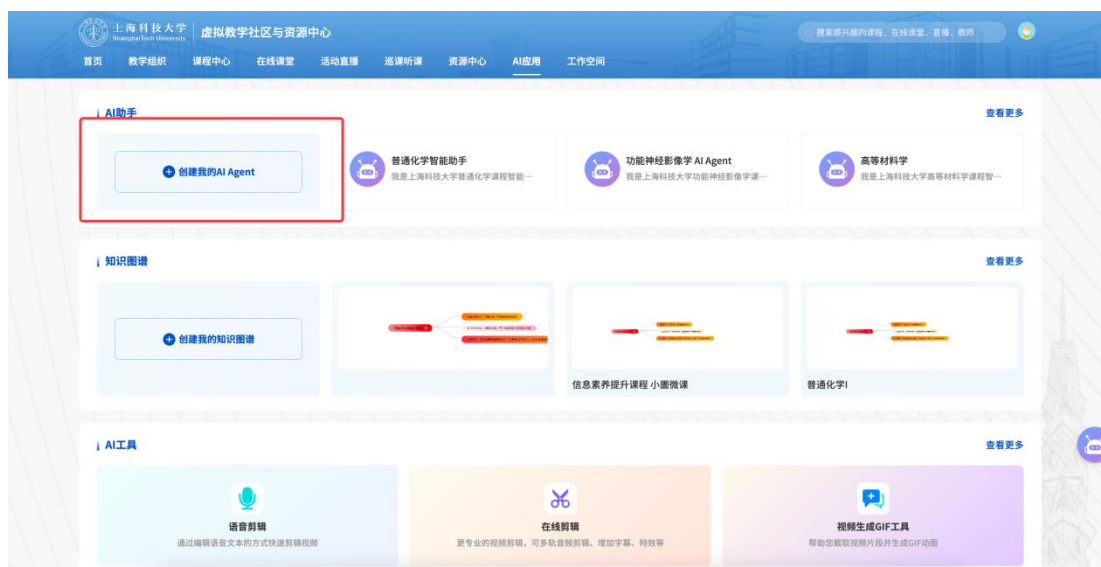 上海科技大学
ShanghaiTech University
虚拟教学社区与资源中心
搜索感兴趣的课程、在线课堂、直播、教师
首页 教学组织 课程中心 在线课堂 活动直播 巡课听课 资源中心 AI应用 工作空间
AI助手 查看更多
创建我的AI Agent
普通化学智能助手
我是上海科技大学普通化学课程智能…
功能神经影像学 AI Agent
我是上海科技大学功能神经影像学课…
高等材料学
我是上海科技大学高等材料学课程智…
知识图谱 查看更多
创建我的知识图谱
信息素养提升课程 小圕微课
普通化学I
AI工具 查看更多
语音剪辑
通过编辑语音文本的方式快速剪辑视频
在线剪辑
更专业的视频剪辑，可多轨音频剪辑、增加字幕、特效等
视频生成GIF工具
帮助您截取视频片段并生成GIF动图